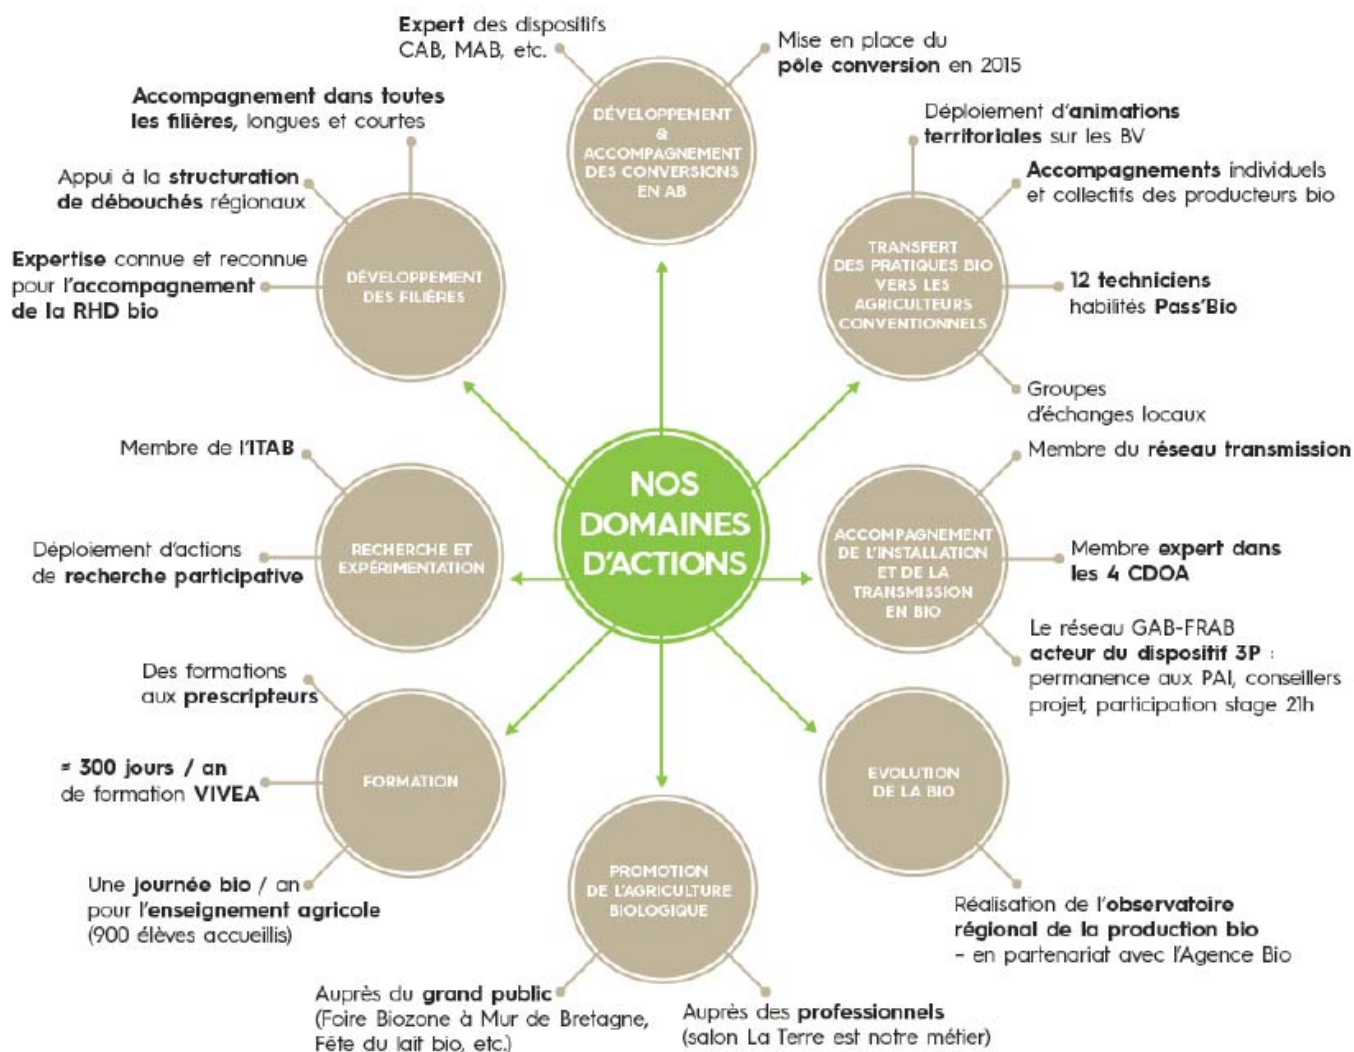 Expert des dispositifs
CAB, MAB, etc.
Mise en place du
pôle conversion en 2015
DÉVELOPPEMENT
&
ACCOMPAGNEMENT
DES CONVERSIONS
EN AB
Accompagnement dans toutes
les filières, longues et courtes
Appui à la structuration
de débouchés régionaux
Expertise connue et reconnue
pour l'accompagnement
de la RHD bio
DÉVELOPPEMENT
DES FILIÈRES
Déploiement d'animations
territoriales sur les BV
Accompagnements individuels
et collectifs des producteurs bio
12 techniciens
habilités Pass'Bio
Groupes
d'échanges locaux
TRANSFERT
DES PRATIQUES BIO
VERS LES
AGRICULTEURS
CONVENTIONNELS
NOS
DOMAINES
D'ACTIONS
Membre de l'ITAB
Déploiement d'actions
de recherche participative
RECHERCHE ET
EXPÉRIMENTATION
Membre du réseau transmission
Membre expert dans
les 4 CDOA
Le réseau GAB-FRAB
acteur du dispositif 3P :
permanence aux PAI, conseillers
projet, participation stage 21h
ACCOMPAGNEMENT
DE L'INSTALLATION
ET DE LA
TRANSMISSION
EN BIO
Des formations
aux prescripteurs
≈ 300 jours / an
de formation VIVEA
Une journée bio / an
pour l'enseignement agricole
(900 élèves accueillis)
FORMATION
EVOLUTION
DE LA BIO
Réalisation de l'observatoire
régional de la production bio
– en partenariat avec l'Agence Bio
PROMOTION
DE L'AGRICULTURE
BIOLOGIQUE
Auprès du grand public
(Foire Biozone à Mur de Bretagne,
Fête du lait bio, etc.)
Auprès des professionnels
(salon La Terre est notre métier)